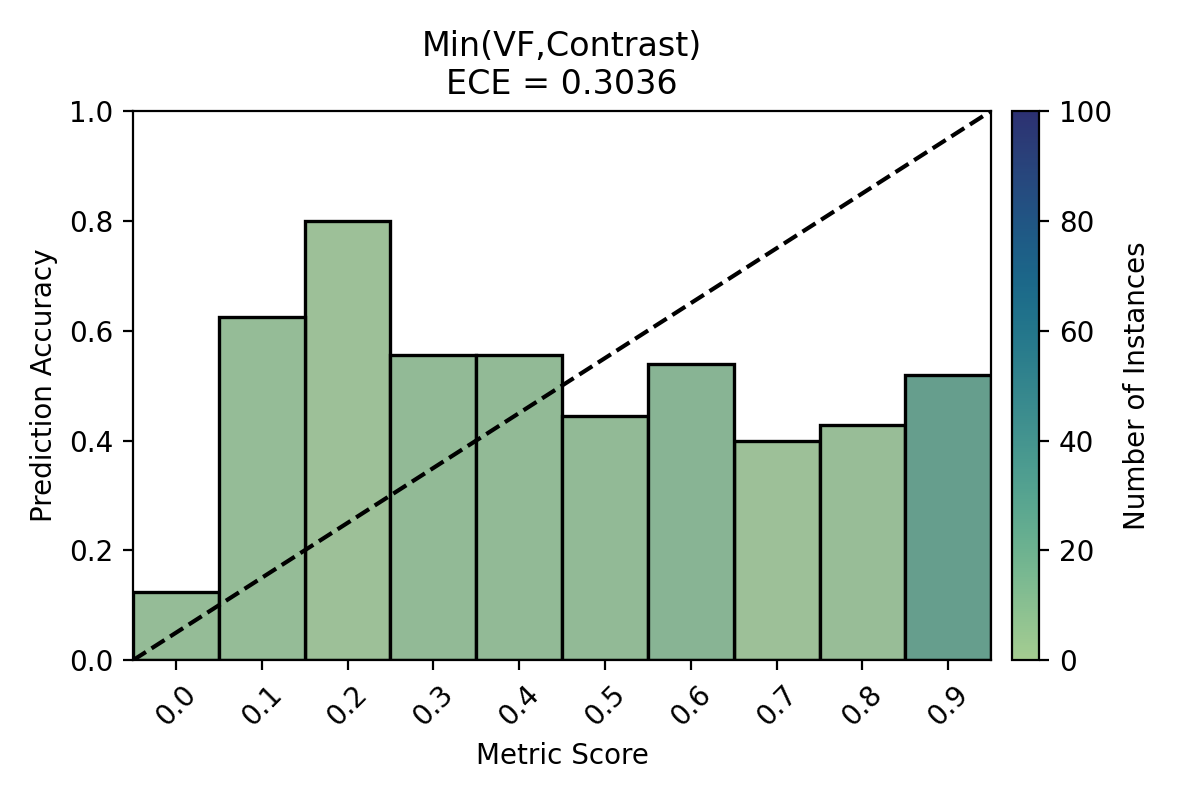 Min(VF,Contrast)
ECE = 0.3036
1.0
0.8
0.6
0.4
0.2
0.0
Prediction Accuracy
0.0 0.1 0.2 0.3 0.4 0.5 0.6 0.7 0.8 0.9
Metric Score
100
80
60
40
20
0
Number of Instances